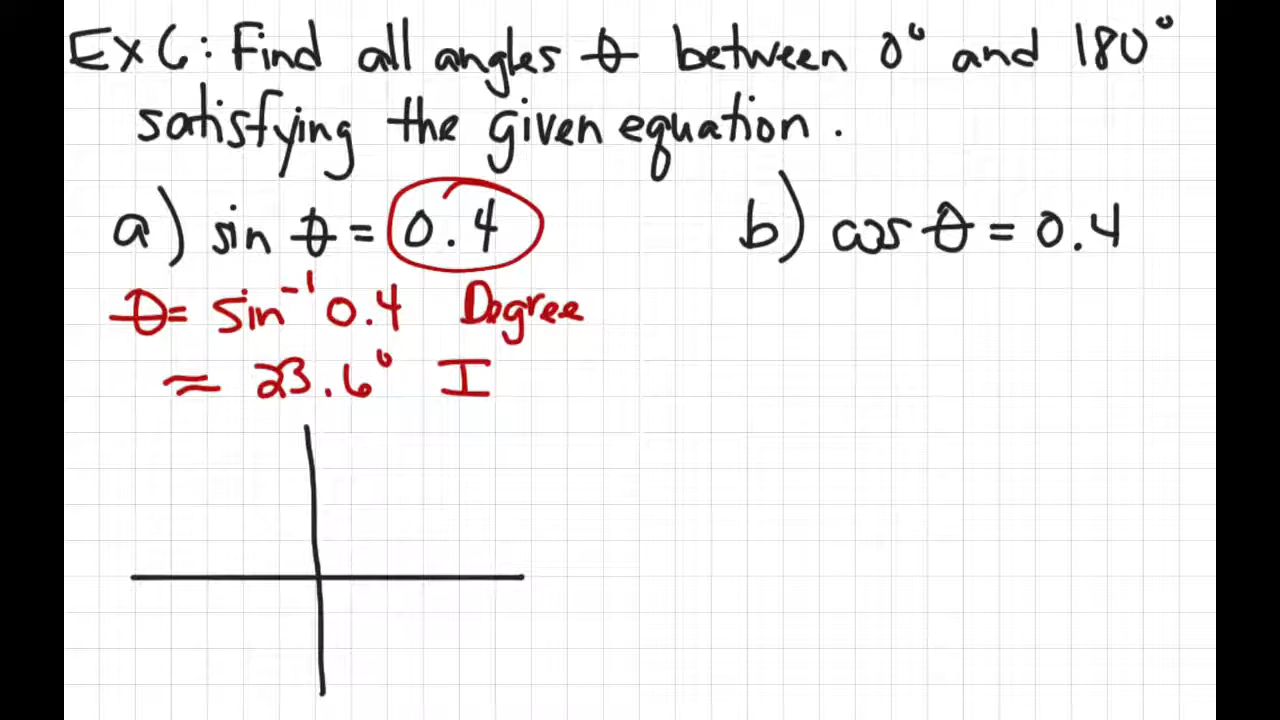 Ex 6: Find all angles θ between 0° and 180°
satisfying the given equation.
a) sin θ = 0.4
θ = sin⁻¹ 0.4 Degree
≈ 23.6° I
b) cos θ = 0.4